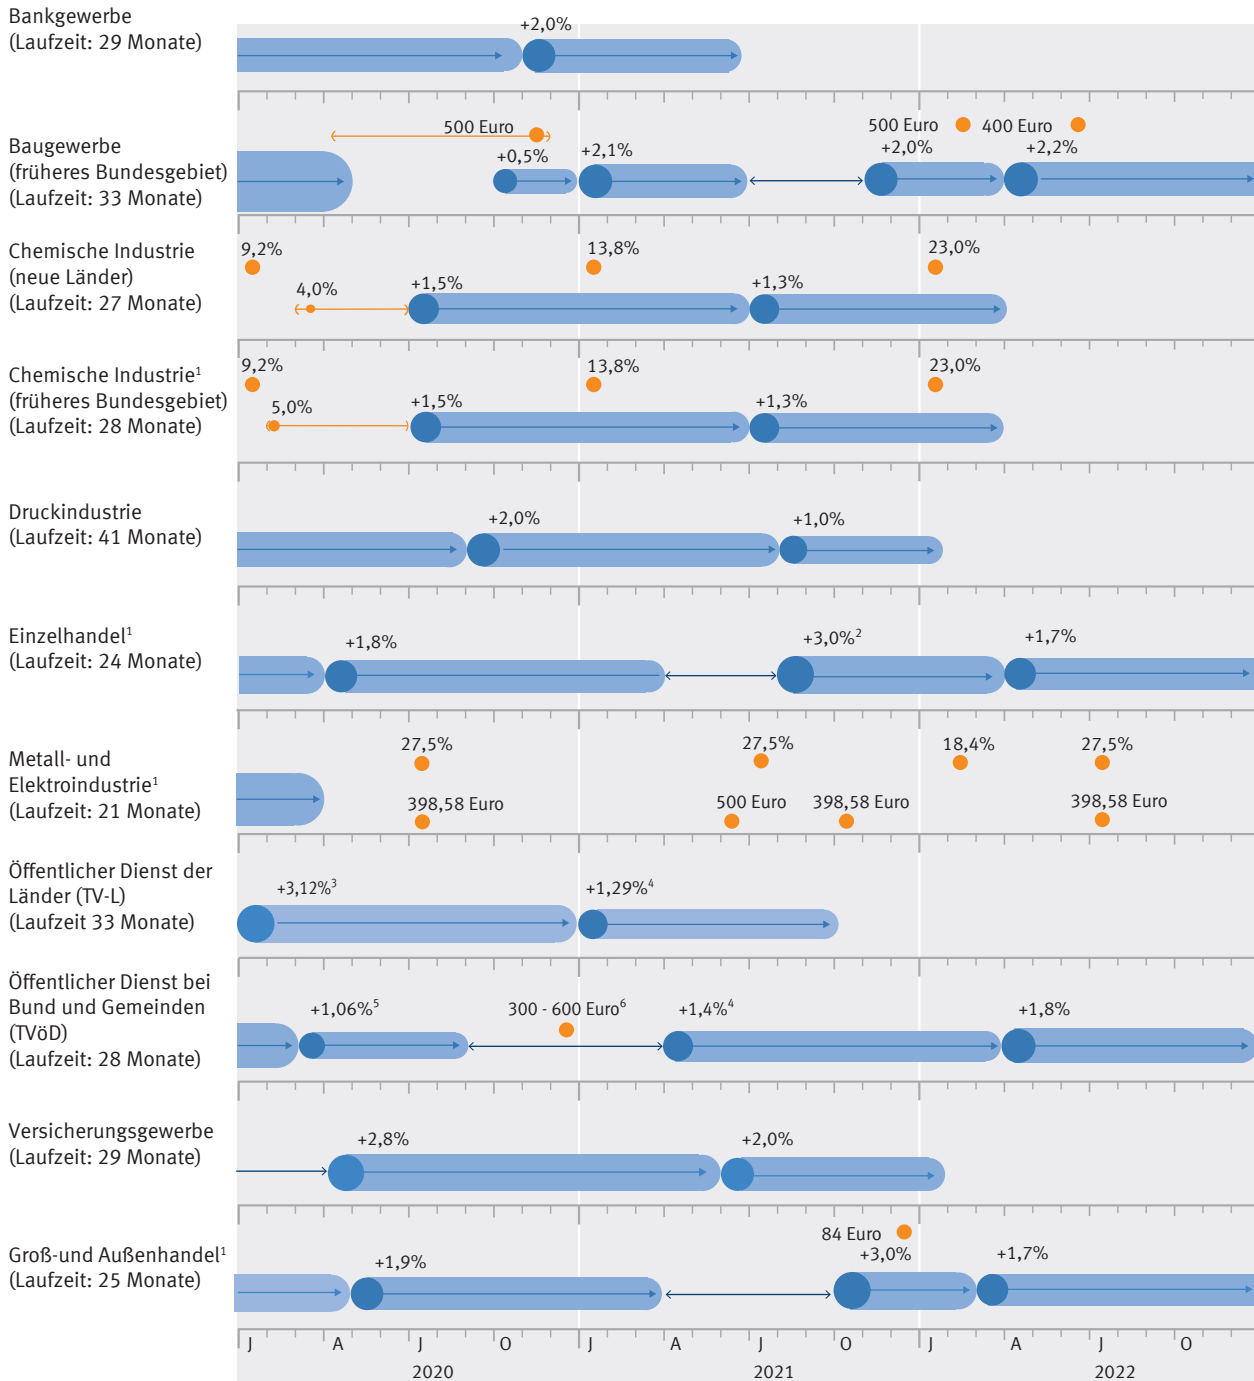 Bankgewerbe
(Laufzeit: 29 Monate)
+2,0%
Baugewerbe
(früheres Bundesgebiet)
(Laufzeit: 33 Monate)
500 Euro
+0,5%
+2,1%
500 Euro
400 Euro
+2,0%
+2,2%
Chemische Industrie
(neue Länder)
(Laufzeit: 27 Monate)
9,2%
13,8%
23,0%
4,0%
+1,5%
+1,3%
Chemische Industrie¹
(früheres Bundesgebiet)
(Laufzeit: 28 Monate)
9,2%
13,8%
23,0%
5,0%
+1,5%
+1,3%
Druckindustrie
(Laufzeit: 41 Monate)
+2,0%
+1,0%
Einzelhandel¹
(Laufzeit: 24 Monate)
+1,8%
+3,0%²
+1,7%
Metall- und
Elektroindustrie¹
(Laufzeit: 21 Monate)
27,5%
27,5%
18,4%
27,5%
398,58 Euro
500 Euro
398,58 Euro
398,58 Euro
Öffentlicher Dienst der
Länder (TV-L)
(Laufzeit 33 Monate)
+3,12%³
+1,29%⁴
Öffentlicher Dienst bei
Bund und Gemeinden
(TVöD)
(Laufzeit: 28 Monate)
+1,06%⁵
300 - 600 Euro⁶
+1,4%⁴
+1,8%
Versicherungsgewerbe
(Laufzeit: 29 Monate)
+2,8%
+2,0%
Groß-und Außenhandel¹
(Laufzeit: 25 Monate)
+1,9%
84 Euro
+3,0%
+1,7%
J A J O J A J O J A J O
2020 2021 2022